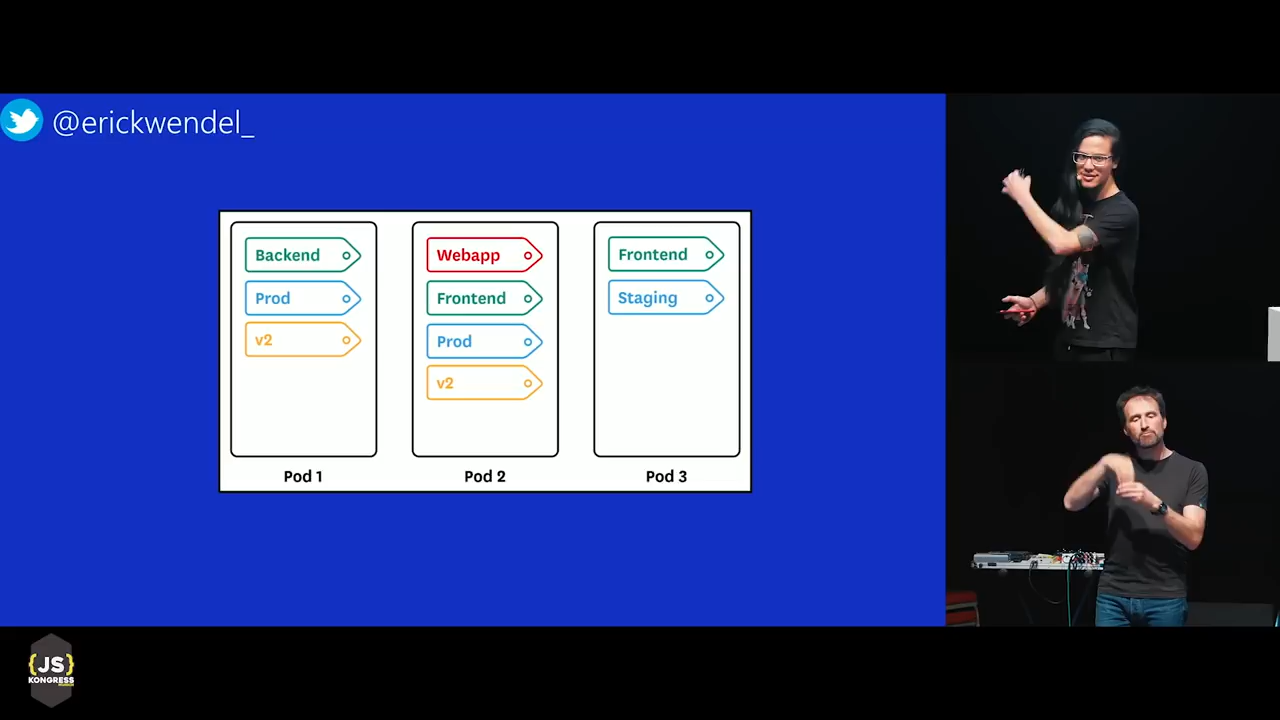 @erickwendel_
Backend
Prod
v2
Pod 1
Webapp
Frontend
Prod
v2
Pod 2
Frontend
Staging
Pod 3
{JS}
KONGRESS